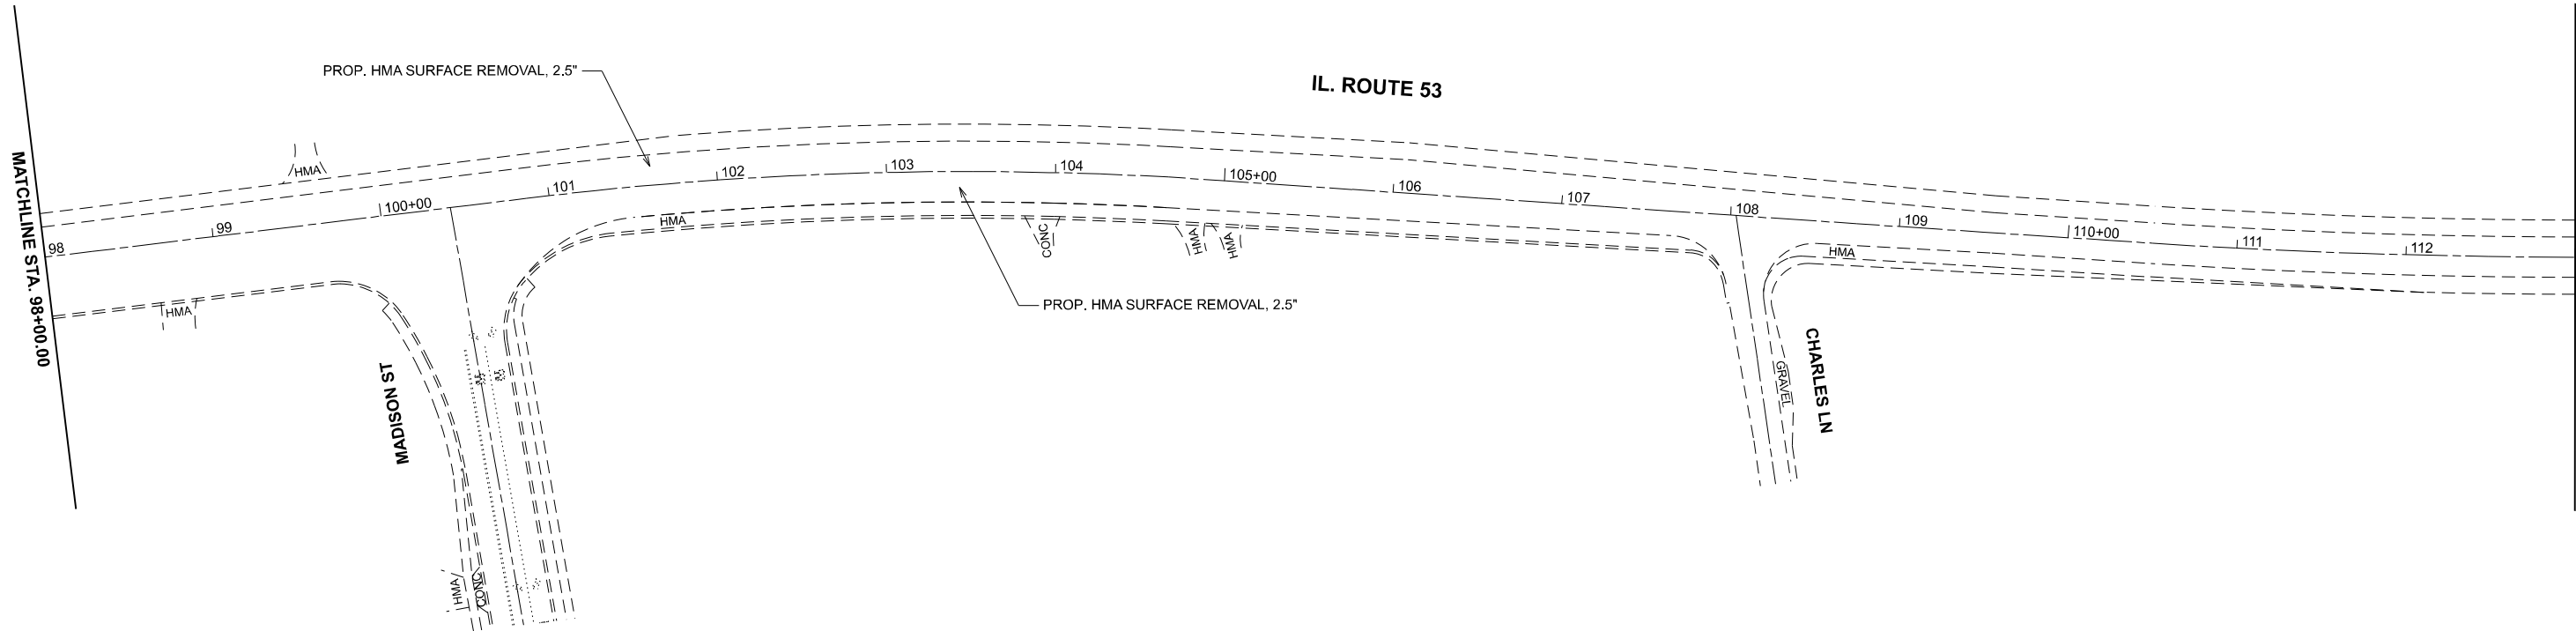 PROP. HMA SURFACE REMOVAL, 2.5"
IL. ROUTE 53
MATCHLINE STA. 98+00.00
HMA
98
99
100+00
101
102
103
104
105+00
106
107
108
109
110+00
111
112
HMA
HMA
CONC
HMA
HMA
HMA
HMA
PROP. HMA SURFACE REMOVAL, 2.5"
MADISON ST
CHARLES LN
GRAVEL
HMA
CONC